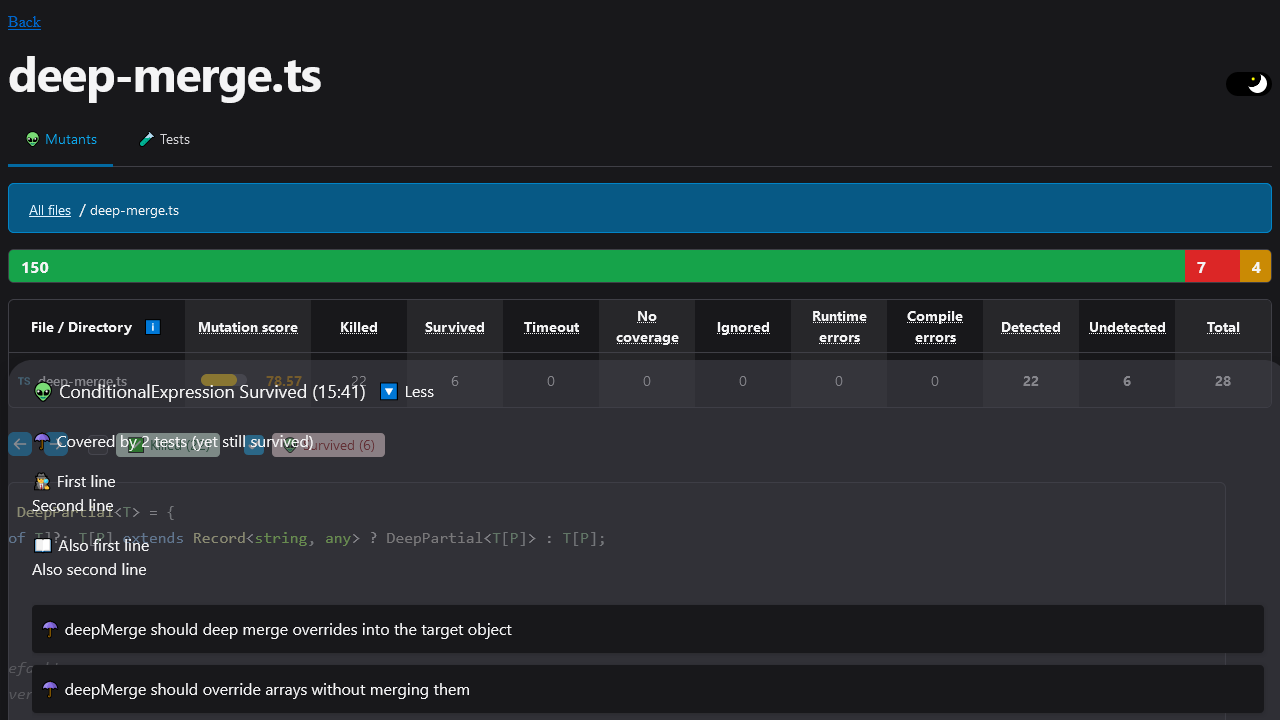 Back
deep-merge.ts
Mutants Tests
All files / deep-merge.ts
150 7 4
File / Directory Mutation score Killed Survived Timeout No coverage Ignored Runtime errors Compile errors Detected Undetected Total
TS deep-merge.ts 78.57 22 6 0 0 0 0 0 22 6 28
ConditionalExpression Survived (15:41) Less
Covered by 2 tests (yet still survived)
Survived (6)
First line
Second line
DeepPartial<T> = {
of T]?: T[P] extends Record<string, any> ? DeepPartial<T[P]> : T[P];
Also first line
Also second line
deepMerge should deep merge overrides into the target object
deepMerge should override arrays without merging them